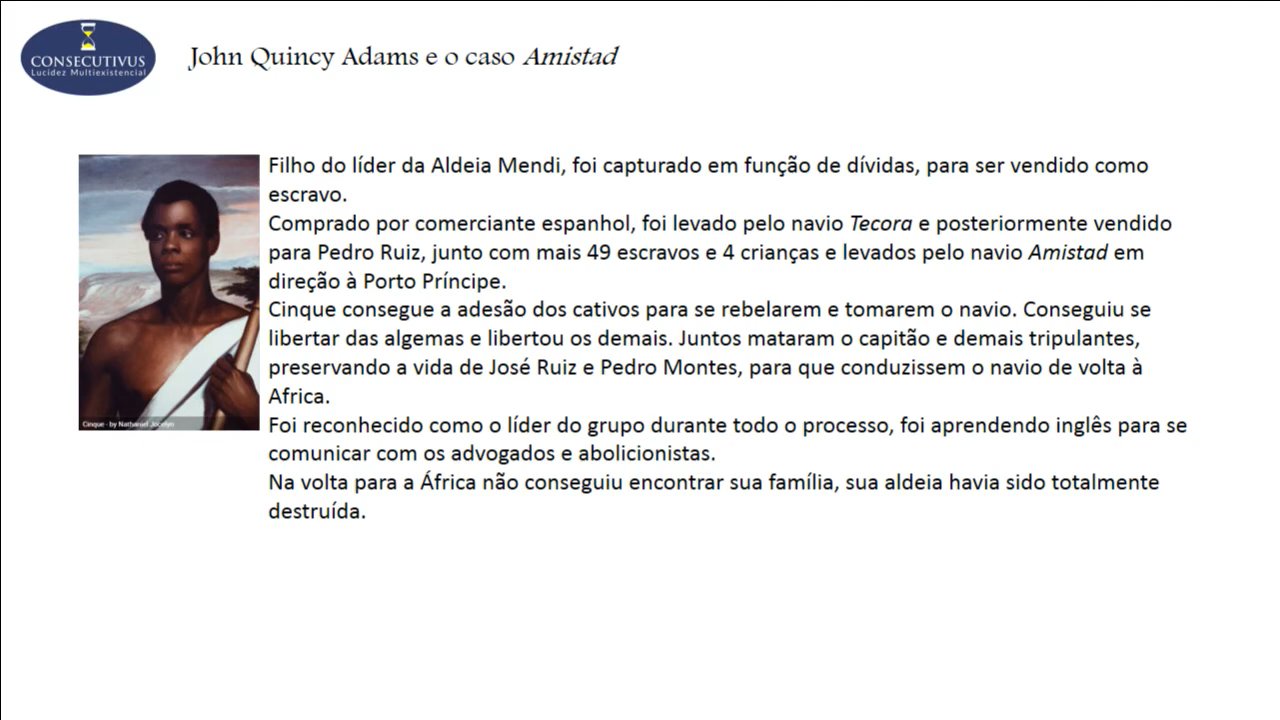 CONSECUTIVUS
Lucidez Multiexistencial
John Quincy Adams e o caso Amistad
Filho do líder da Aldeia Mendi, foi capturado em função de dívidas, para ser vendido como
escravo.
Comprado por comerciante espanhol, foi levado pelo navio Tecora e posteriormente vendido
para Pedro Ruiz, junto com mais 49 escravos e 4 crianças e levados pelo navio Amistad em
direção à Porto Príncipe.
Cinque consegue a adesão dos cativos para se rebelarem e tomarem o navio. Conseguiu se
libertar das algemas e libertou os demais. Juntos mataram o capitão e demais tripulantes,
preservando a vida de José Ruiz e Pedro Montes, para que conduzissem o navio de volta à
Africa.
Foi reconhecido como o líder do grupo durante todo o processo, foi aprendendo inglês para se
comunicar com os advogados e abolicionistas.
Na volta para a África não conseguiu encontrar sua família, sua aldeia havia sido totalmente
destruída.
Cinque - by Nathaniel Jocelyn